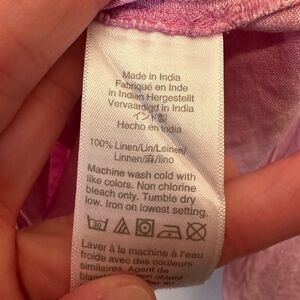 Made in India
Fabriqué en Inde
in Indien Hergestellt
Vervaardigd in India
インド製
Hecho en India
100% Linen/Lin/Leinen/
Linnen/麻/lino
Machine wash cold with
like colors. Non chlorine
bleach only. Tumble dry
low. Iron on lowest setting.
Laver à la machine à l'eau
froide avec des couleurs
similaires. Agent de